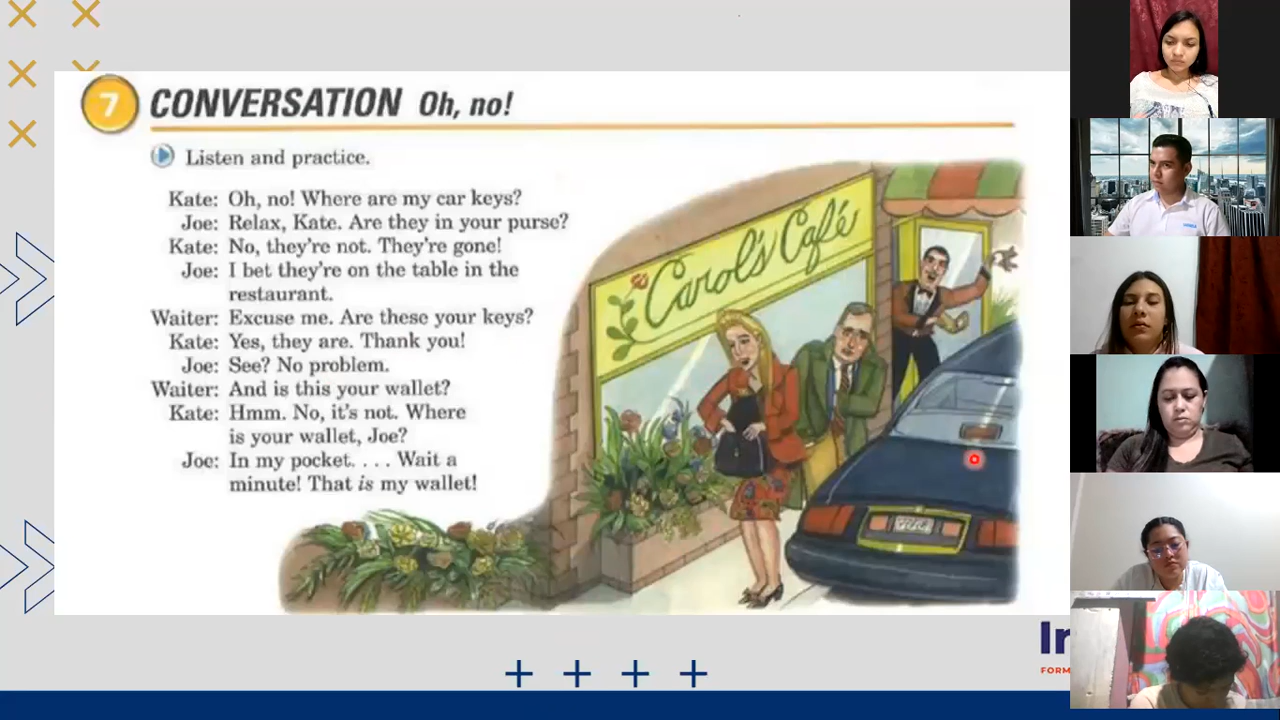 7 CONVERSATION Oh, no!
Listen and practice.
Kate: Oh, no! Where are my car keys?
Joe: Relax, Kate. Are they in your purse?
Kate: No, they're not. They're gone!
Joe: I bet they're on the table in the
restaurant.
Waiter: Excuse me. Are these your keys?
Kate: Yes, they are. Thank you!
Joe: See? No problem.
Waiter: And is this your wallet?
Kate: Hmm. No, it's not. Where
is your wallet, Joe?
Joe: In my pocket. . . . Wait a
minute! That is my wallet!
Carol's Café
In
FORM